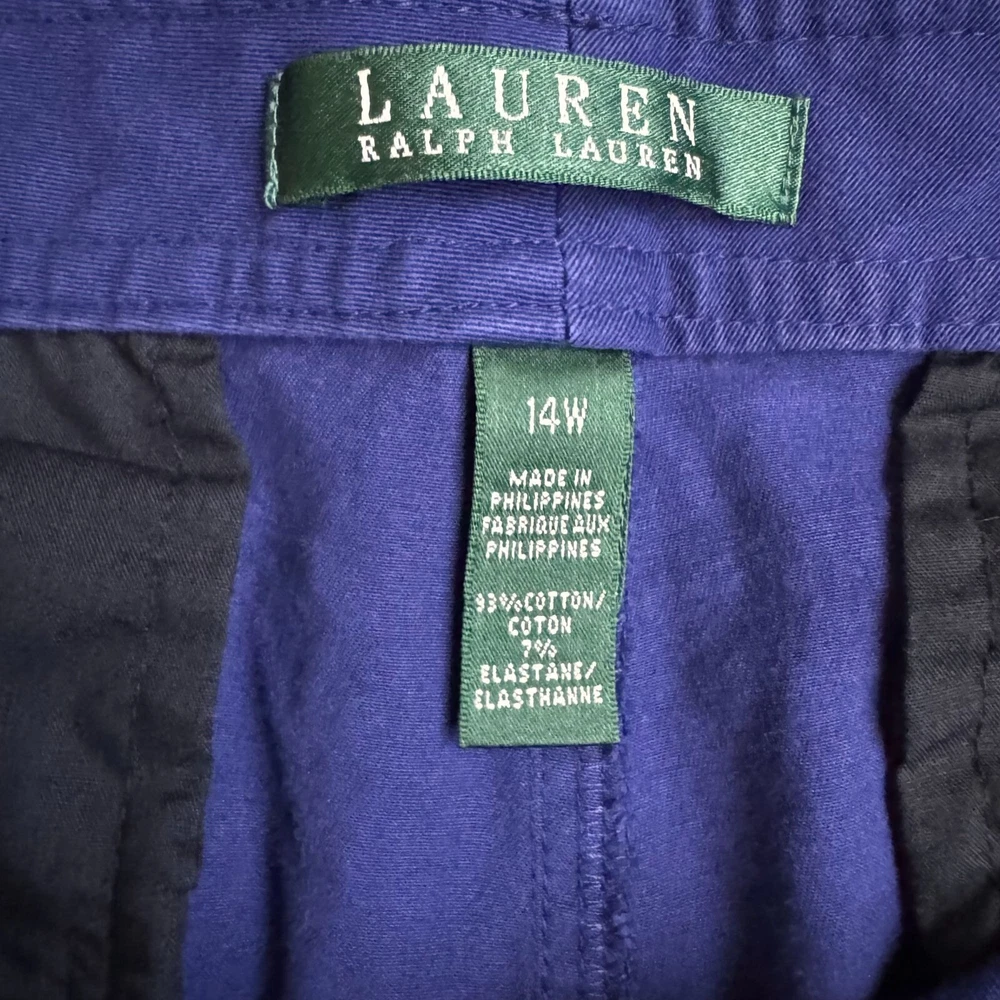 LAUREN
RALPH LAUREN
14W
MADE IN
PHILIPPINES
FABRIQUE AUX
PHILIPPINES
93% COTTON/
COTON
7%
ELASTANE/
ELASTHANNE